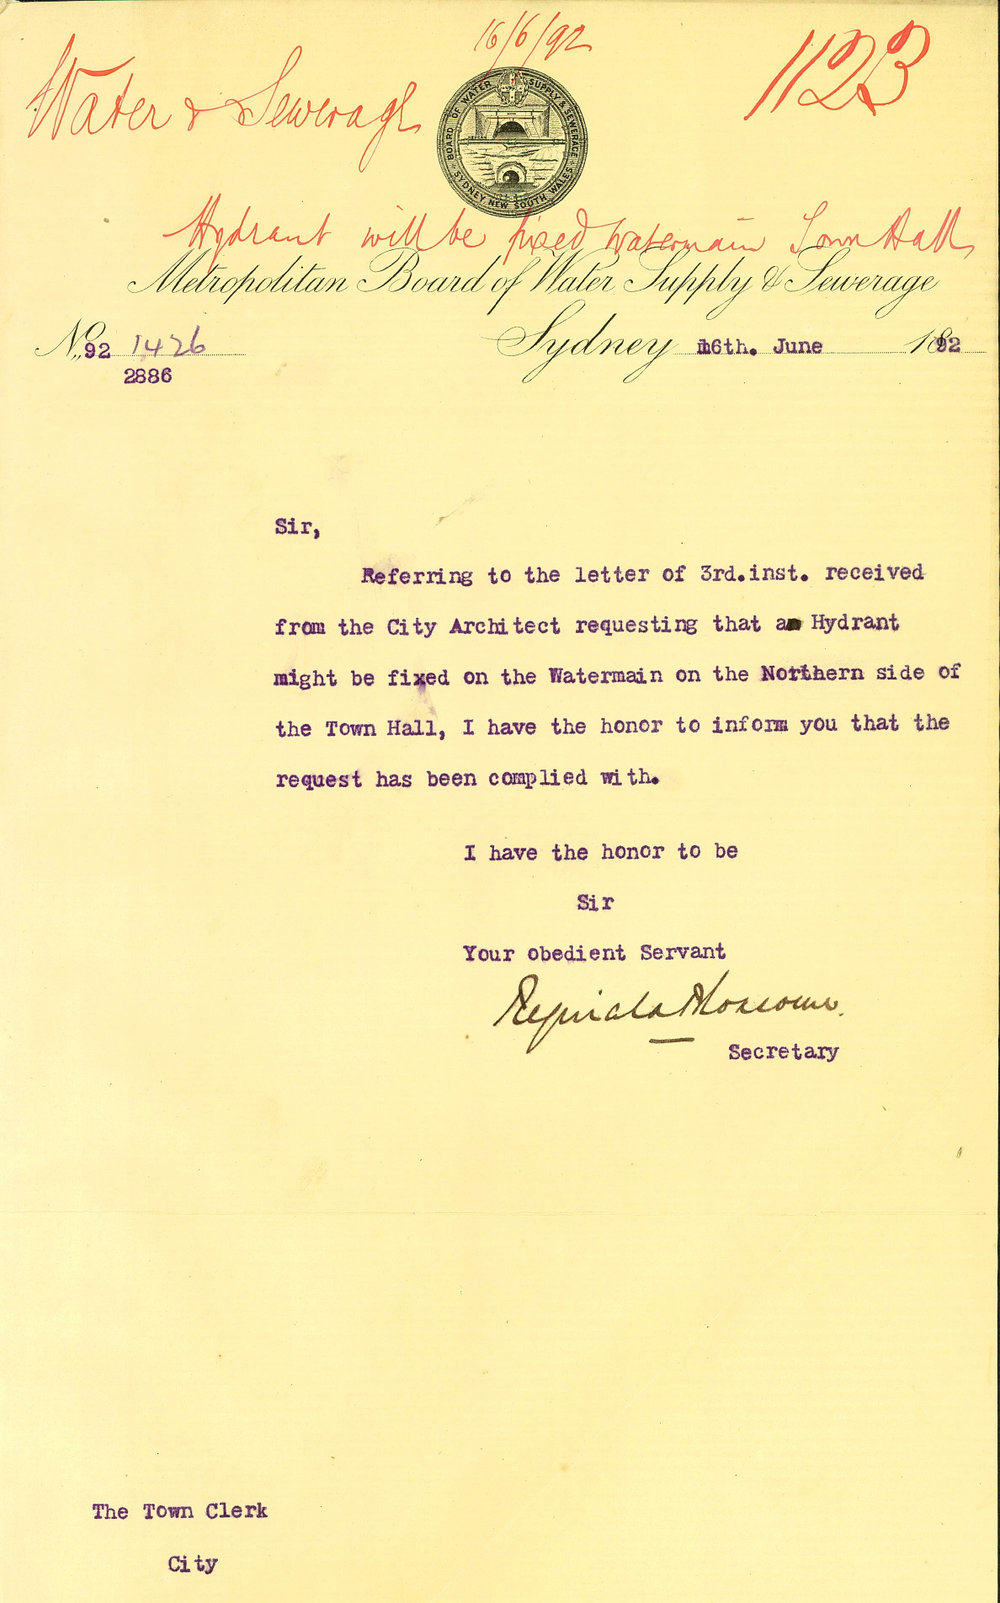 16/6/92
Water & Sewerage
1123
BOARD OF WATER SUPPLY & SEWERAGE
SYDNEY NEW SOUTH WALES
Hydrant will be fixed Watermain Town Hall
Metropolitan Board of Water Supply & Sewerage
No. 92 1426
2886
Sydney 16th. June 1892
Sir,
Referring to the letter of 3rd.inst. received
from the City Architect requesting that a Hydrant
might be fixed on the Watermain on the Northern side of
the Town Hall, I have the honor to inform you that the
request has been complied with.
I have the honor to be
Sir
Your obedient Servant
Secretary
The Town Clerk
City